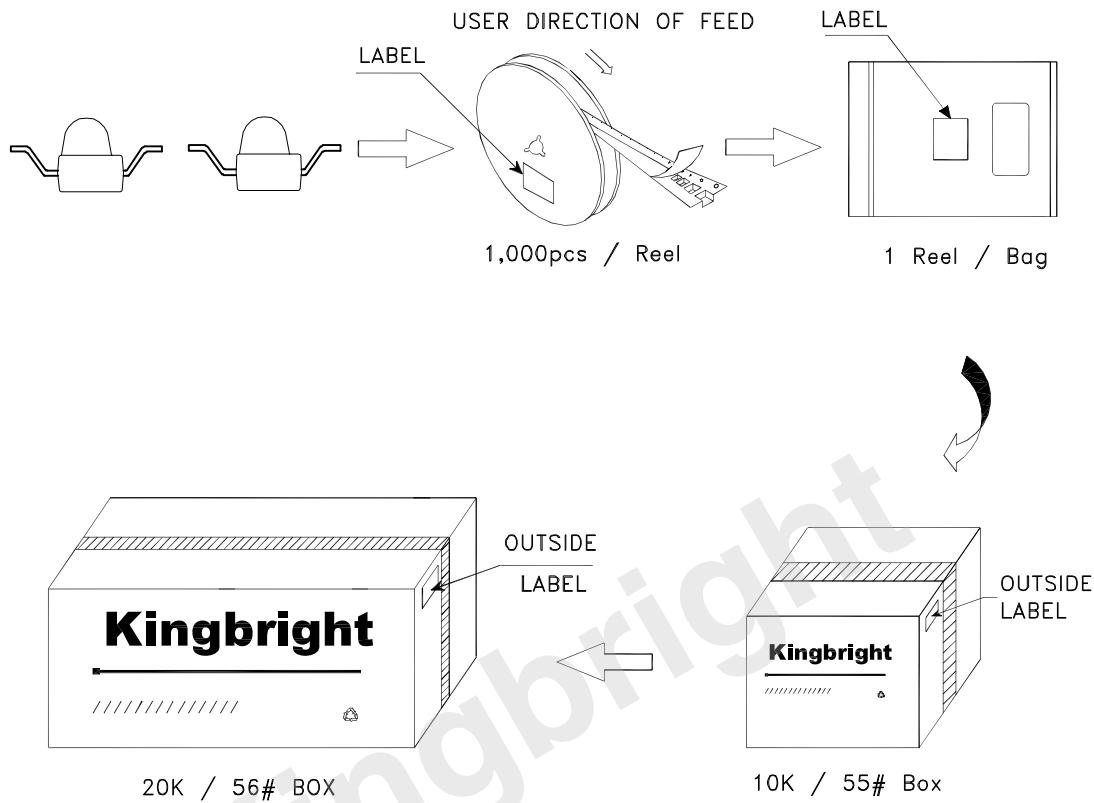 USER DIRECTION OF FEED
LABEL
LABEL
1,000pcs / Reel
1 Reel / Bag
OUTSIDE
LABEL
OUTSIDE
LABEL
Kingbright
Kingbright
20K / 56# BOX
10K / 55# Box
Kingbright